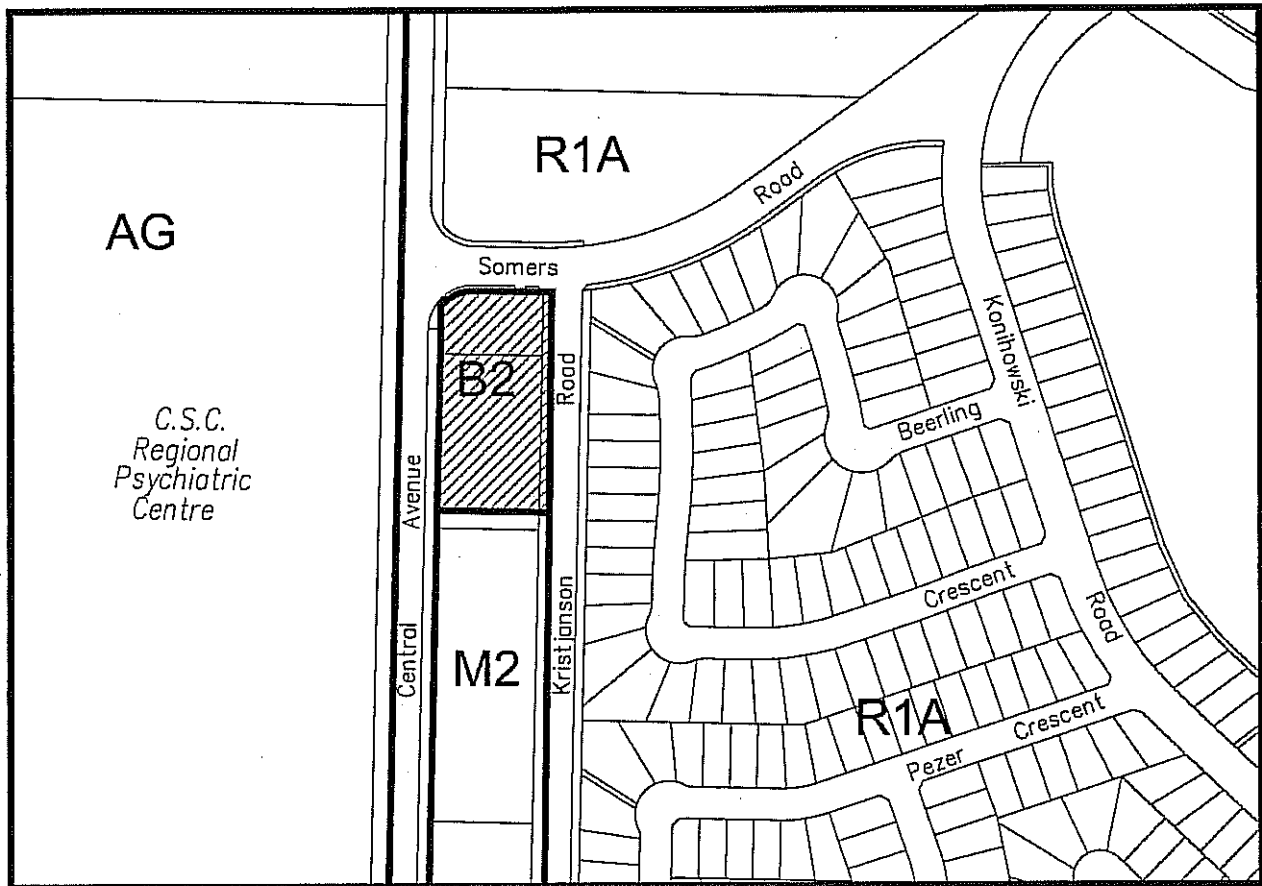 R1A
AG
Road
Somers
Konihowski
B2
Road
Beerling
C.S.C.
Regional
Psychiatric
Centre
Avenue
Crescent
Road
Central
M2
Kristjanson
R1A
Crescent
Pezer